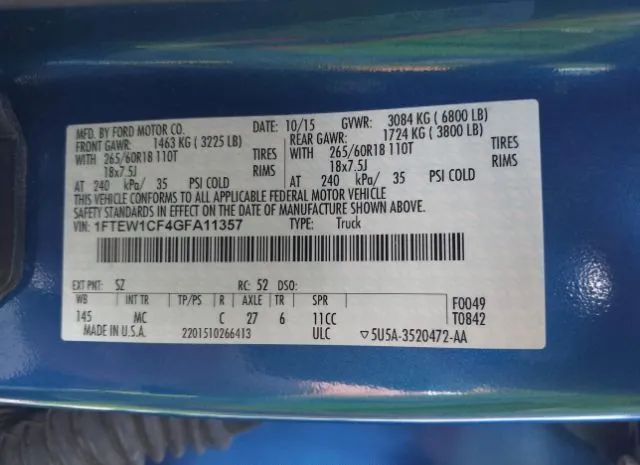 MFD. BY FORD MOTOR CO. DATE: 10/15 GVWR: 3084 KG ( 6800 LB)
FRONT GAWR: 1463 KG ( 3225 LB) REAR GAWR: 1724 KG ( 3800 LB)
WITH 265/60R18 110T TIRES WITH 265/60R18 110T TIRES
18x7.5J RIMS 18x7.5J RIMS
AT 240 kPa/ 35 PSI COLD AT 240 kPa/ 35 PSI COLD
THIS VEHICLE CONFORMS TO ALL APPLICABLE FEDERAL MOTOR VEHICLE
SAFETY STANDARDS IN EFFECT ON THE DATE OF MANUFACTURE SHOWN ABOVE.
VIN: 1FTEW1CF4GFA11357 TYPE: Truck
EXT PNT: SZ RC: 52 DSO:
WB INT TR TP/PS R AXLE TR SPR F0049
145 MC C 27 6 11CC T0842
MADE IN U.S.A. 2201510266413 ULC ▽5U5A-3520472-AA